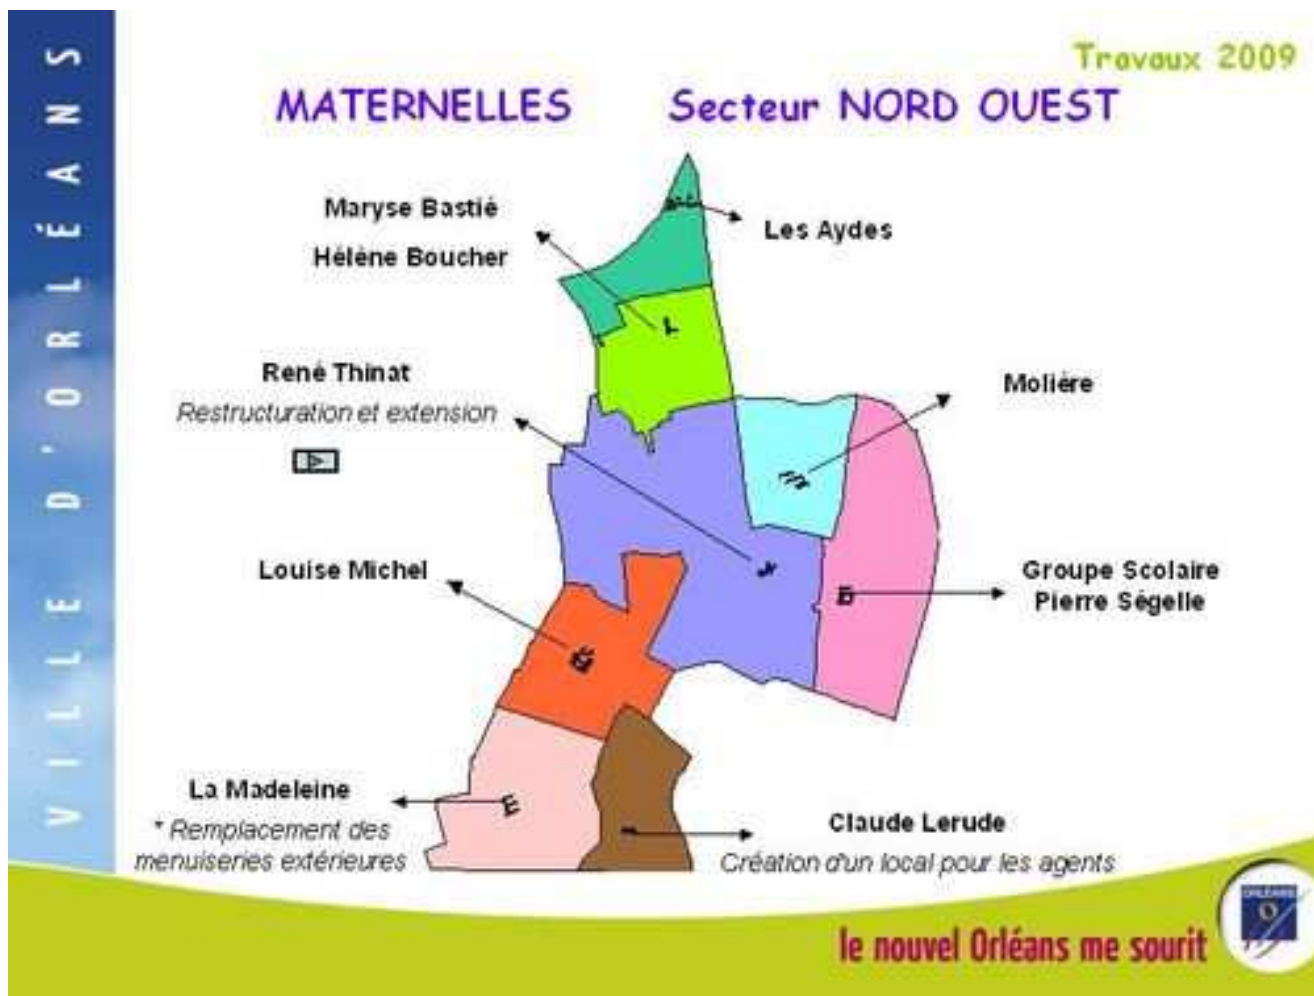 VILLE D'ORLÉANS
Travaux 2009
MATERNELLES Secteur NORD OUEST
Maryse Bastié
Hélène Boucher
Les Aydes
René Thinat
Restructuration et extension
Molière
Louise Michel
Groupe Scolaire
Pierre Ségelle
La Madeleine
* Remplacement des
menuiseries extérieures
Claude Lerude
Création d'un local pour les agents
le nouvel Orléans me sourit
ORLÉANS